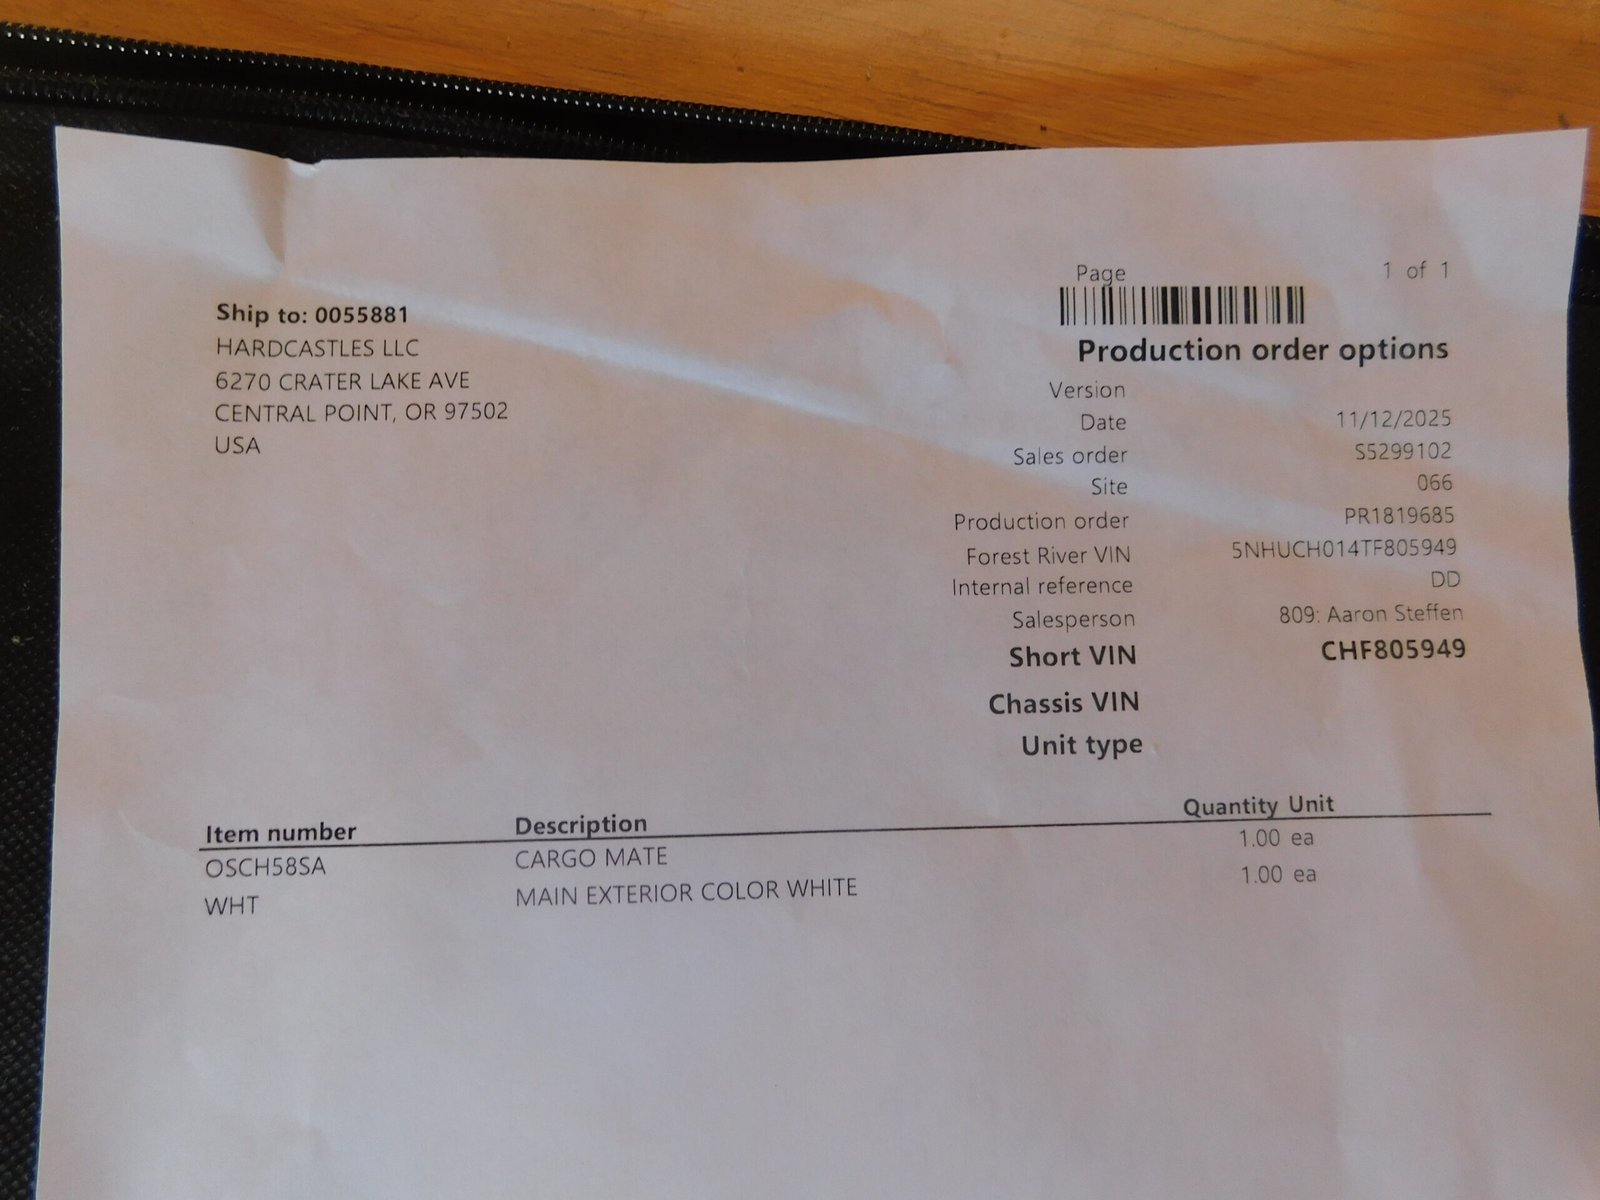 Page 1 of 1
Ship to: 0055881
HARDCASTLES LLC
6270 CRATER LAKE AVE
CENTRAL POINT, OR 97502
USA
Production order options
Version
Date 11/12/2025
Sales order S5299102
Site 066
Production order PR1819685
Forest River VIN 5NHUCH014TF805949
Internal reference DD
Salesperson 809: Aaron Steffen
Short VIN CHF805949
Chassis VIN
Unit type
Item number Description Quantity Unit
OSCH58SA CARGO MATE 1.00 ea
WHT MAIN EXTERIOR COLOR WHITE 1.00 ea